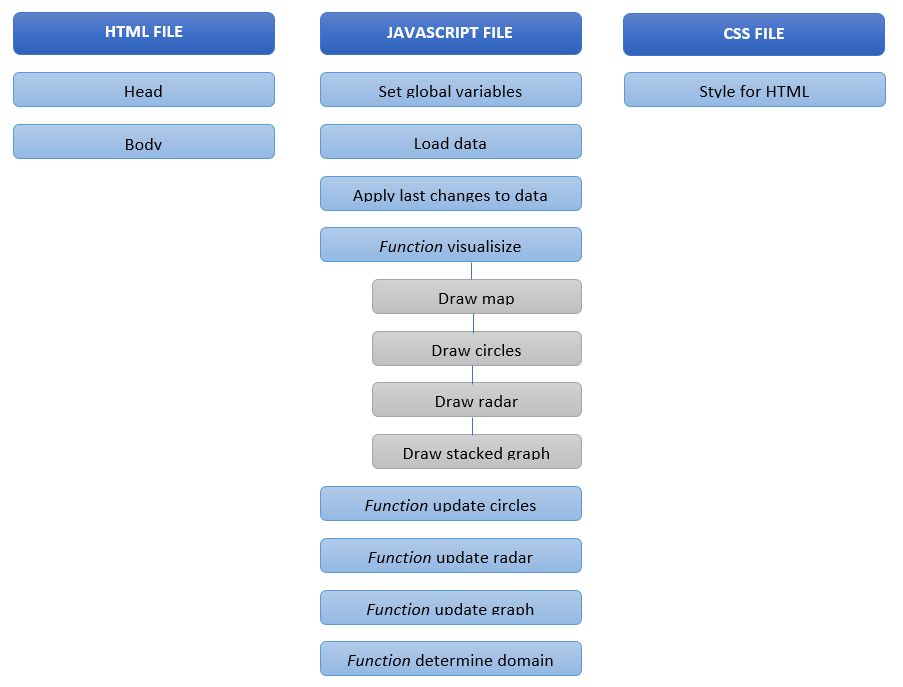 HTML FILE
Head
Body
JAVASCRIPT FILE
Set global variables
Load data
Apply last changes to data
Function visualisize
Draw map
Draw circles
Draw radar
Draw stacked graph
Function update circles
Function update radar
Function update graph
Function determine domain
CSS FILE
Style for HTML